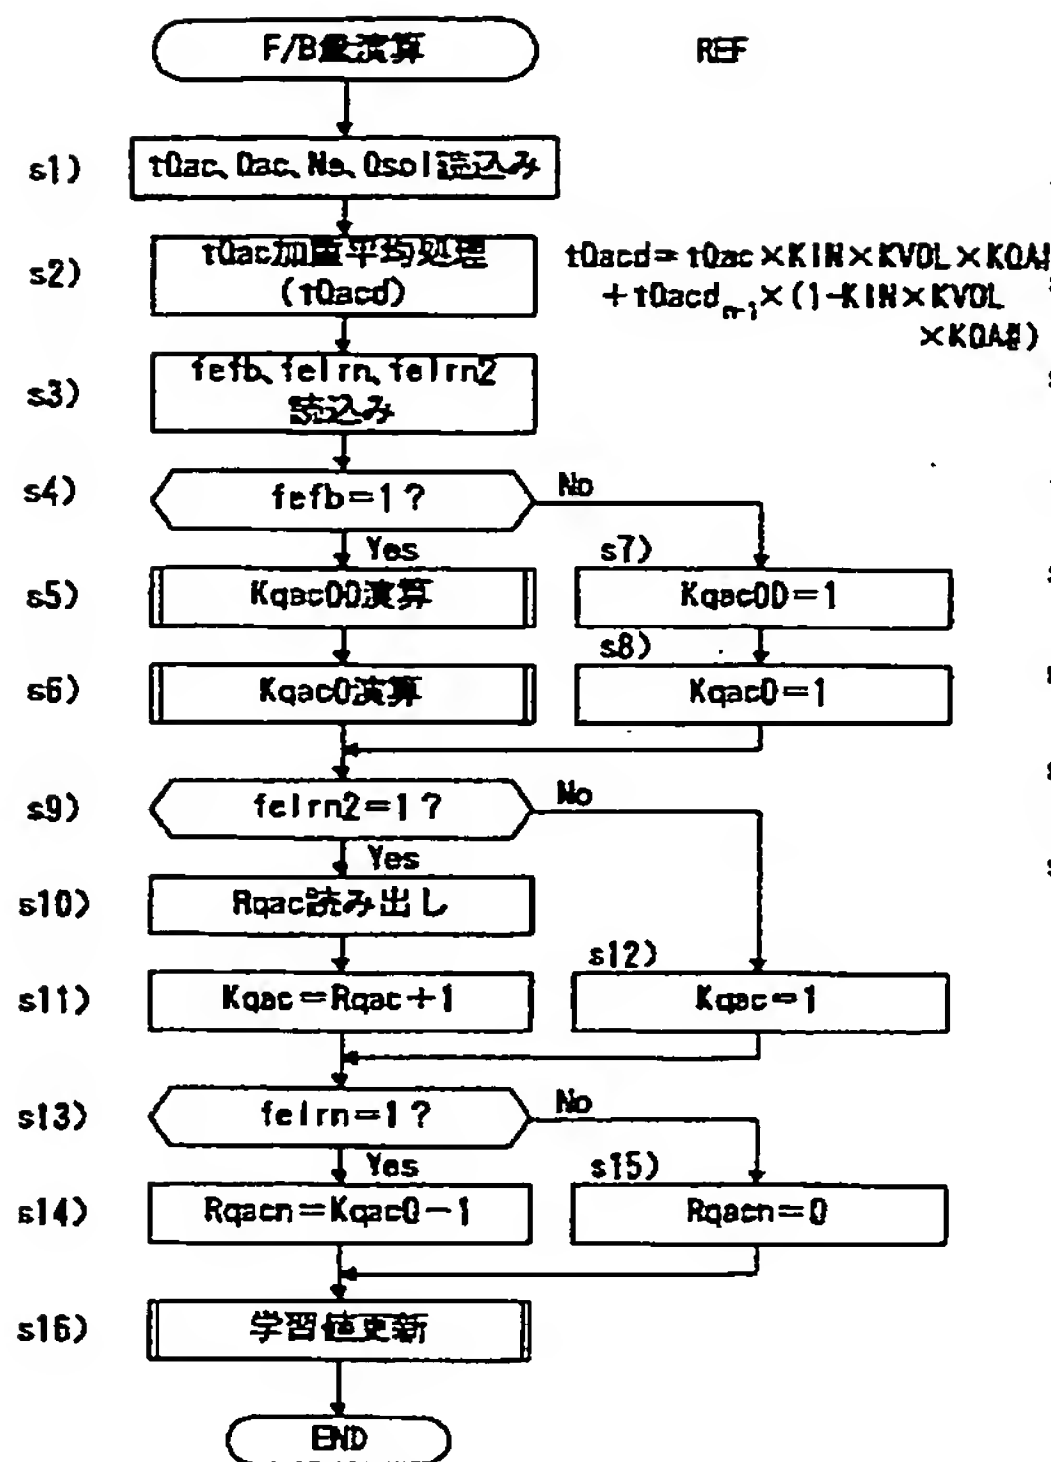 F/B量演算
REF
s1)
tQac、Qac、Ne、Qsol読込み
s2)
tQac加重平均処理
(tQacd)
tQacd=tQac×KIN×KVOL×KQA#
+tQacdn-1×(1-KIN×KVOL
×KQA#)
s3)
fefb、felrn、felrn2
読込み
s4)
fefb=1?
No
Yes
s5)
Kqac00演算
s7)
Kqac00=1
s6)
Kqac0演算
s8)
Kqac0=1
s9)
felrn2=1?
No
Yes
s10)
Rqac読み出し
s11)
Kqac=Rqac+1
s12)
Kqac=1
s13)
felrn=1?
No
Yes
s14)
Rqacn=Kqac0-1
s15)
Rqacn=0
s16)
学習値更新
END